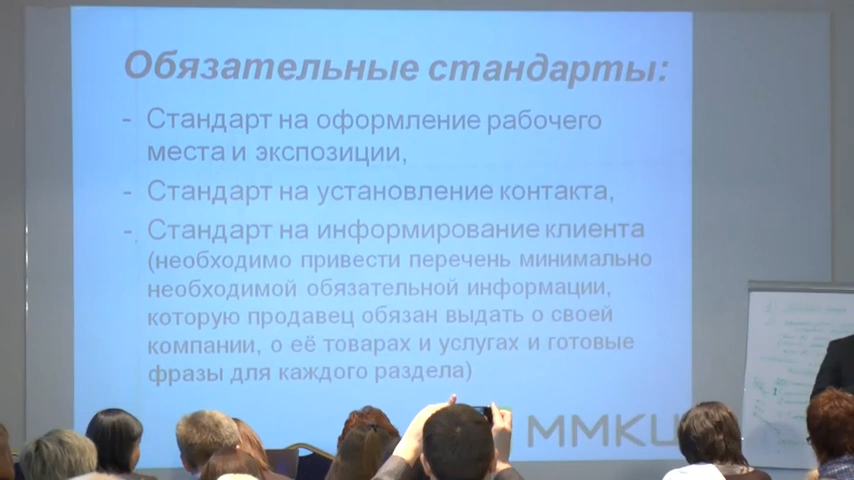 Обязательные стандарты:
- Стандарт на оформление рабочего
места и экспозиции,
- Стандарт на установление контакта,
- Стандарт на информирование клиента
(необходимо привести перечень минимально
необходимой обязательной информации,
которую продавец обязан выдать о своей
компании, о её товарах и услугах и готовые
фразы для каждого раздела)
ММКЦ